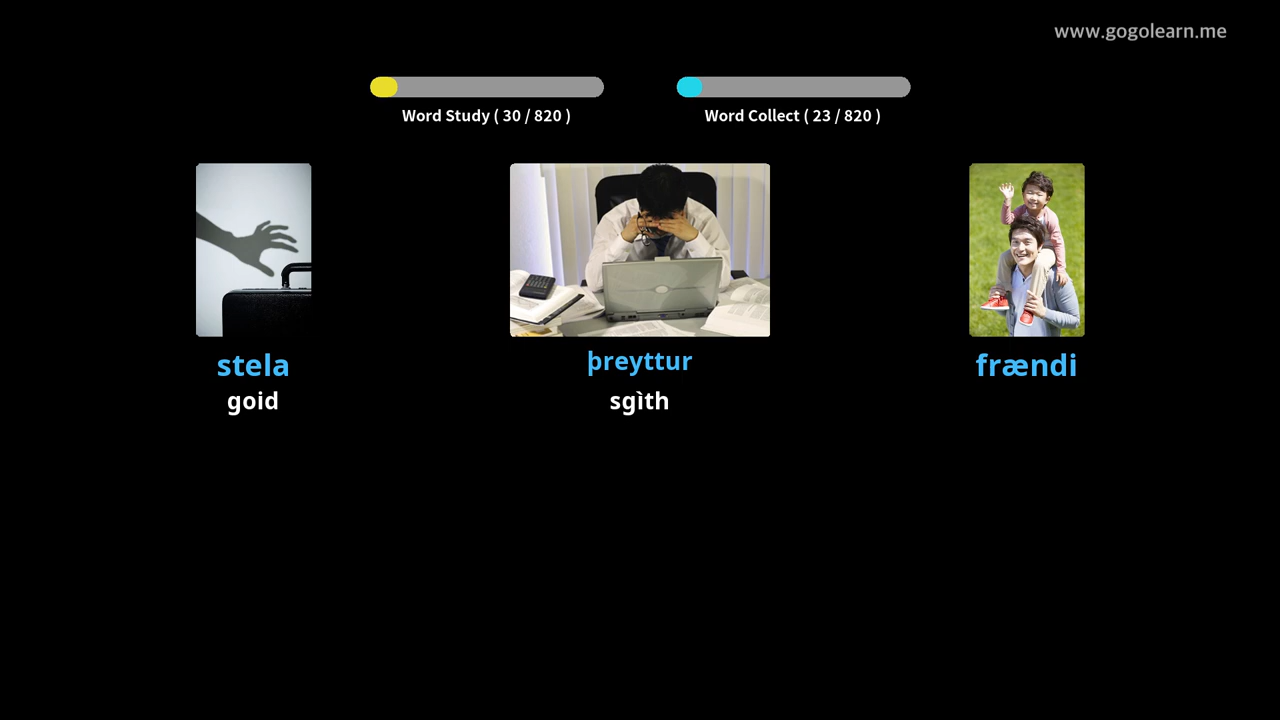 www.gogolearn.me
Word Study ( 30 / 820 )
Word Collect ( 23 / 820 )
stela
goid
þreyttur
sgìth
frændi